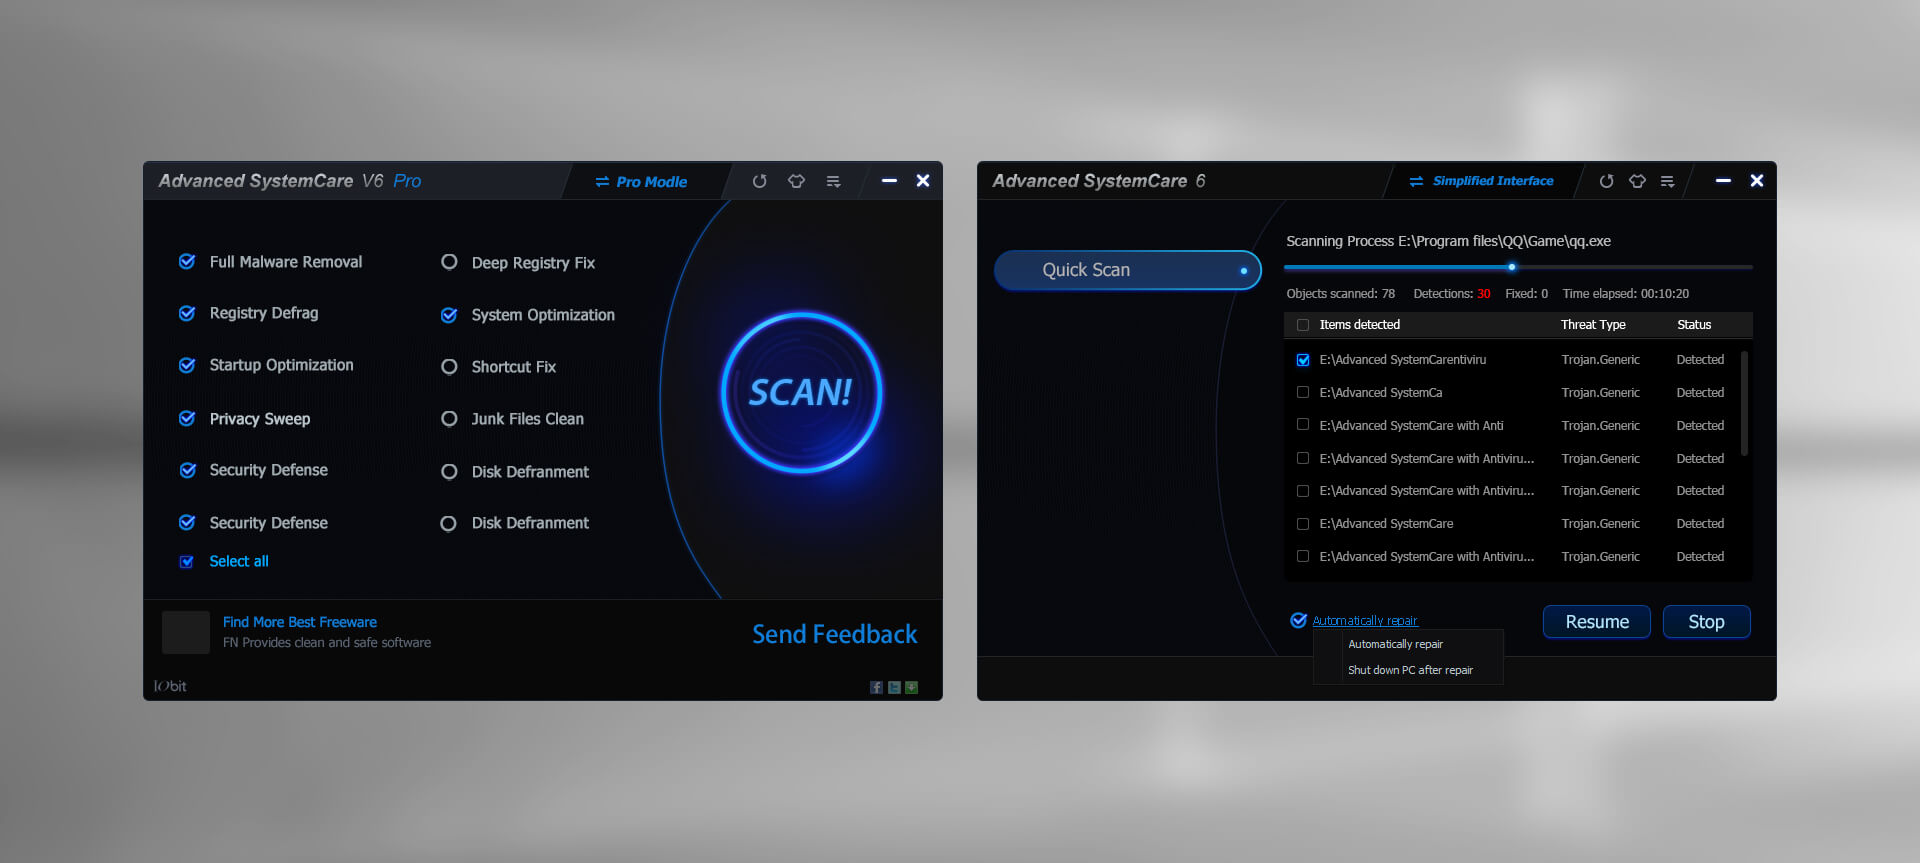 Advanced SystemCare V6 Pro
Pro Modle
Full Malware Removal
Deep Registry Fix
Registry Defrag
System Optimization
Startup Optimization
Shortcut Fix
Privacy Sweep
Junk Files Clean
Security Defense
Disk Defranment
Security Defense
Disk Defranment
Select all
SCAN!
Find More Best Freeware
FN Provides clean and safe software
Send Feedback
IObit
Advanced SystemCare 6
Simplified Interface
Quick Scan
Scanning Process E:\Program files\QQ\Game\qq.exe
Objects scanned: 78 Detections: 30 Fixed: 0 Time elapsed: 00:10:20
Items detected Threat Type Status
E:\Advanced SystemCarentiviru Trojan.Generic Detected
E:\Advanced SystemCa Trojan.Generic Detected
E:\Advanced SystemCare with Anti Trojan.Generic Detected
E:\Advanced SystemCare with Antiviru... Trojan.Generic Detected
E:\Advanced SystemCare with Antiviru... Trojan.Generic Detected
E:\Advanced SystemCare Trojan.Generic Detected
E:\Advanced SystemCare with Antiviru... Trojan.Generic Detected
Automatically repair
Resume
Stop
Automatically repair
Shut down PC after repair